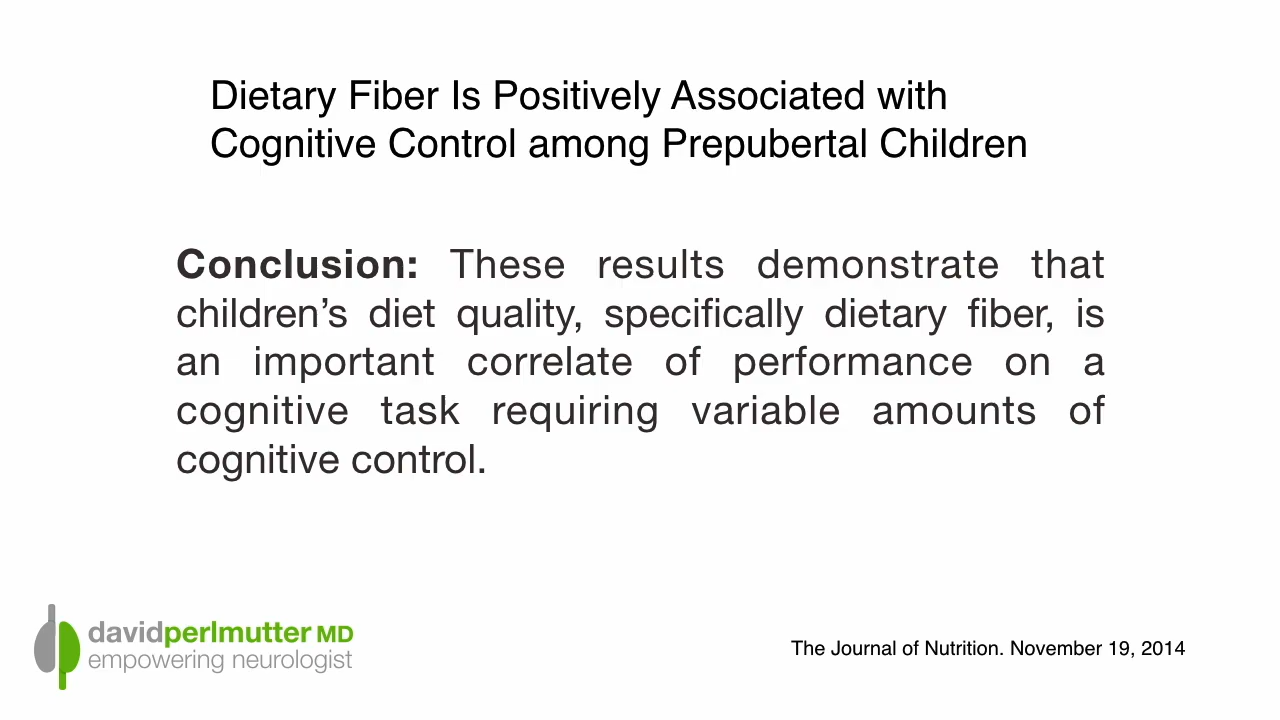 Dietary Fiber Is Positively Associated with
Cognitive Control among Prepubertal Children
Conclusion: These results demonstrate that
children’s diet quality, specifically dietary fiber, is
an important correlate of performance on a
cognitive task requiring variable amounts of
cognitive control.
davidperlmutter MD
empowering neurologist
The Journal of Nutrition. November 19, 2014